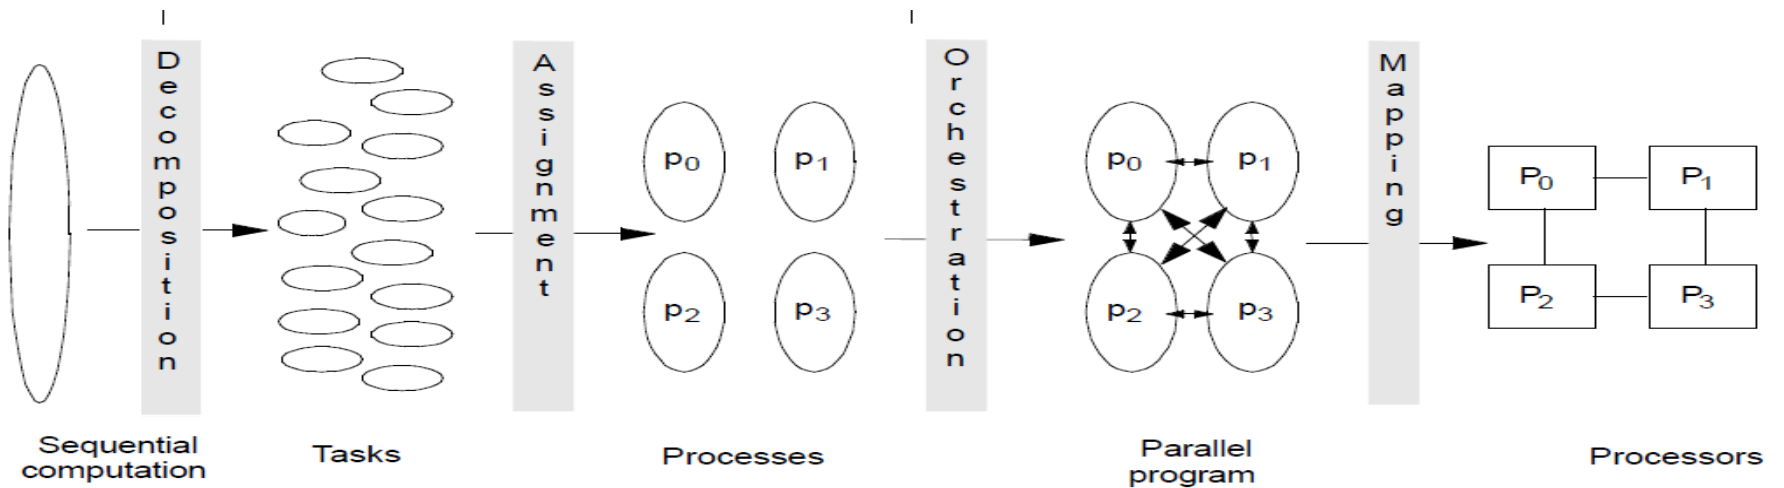 Decomposition
Assignment
Orchestration
Mapping
p0
p1
p2
p3
p0
p1
p2
p3
P0
P1
P2
P3
Sequential
computation
Tasks
Processes
Parallel
program
Processors